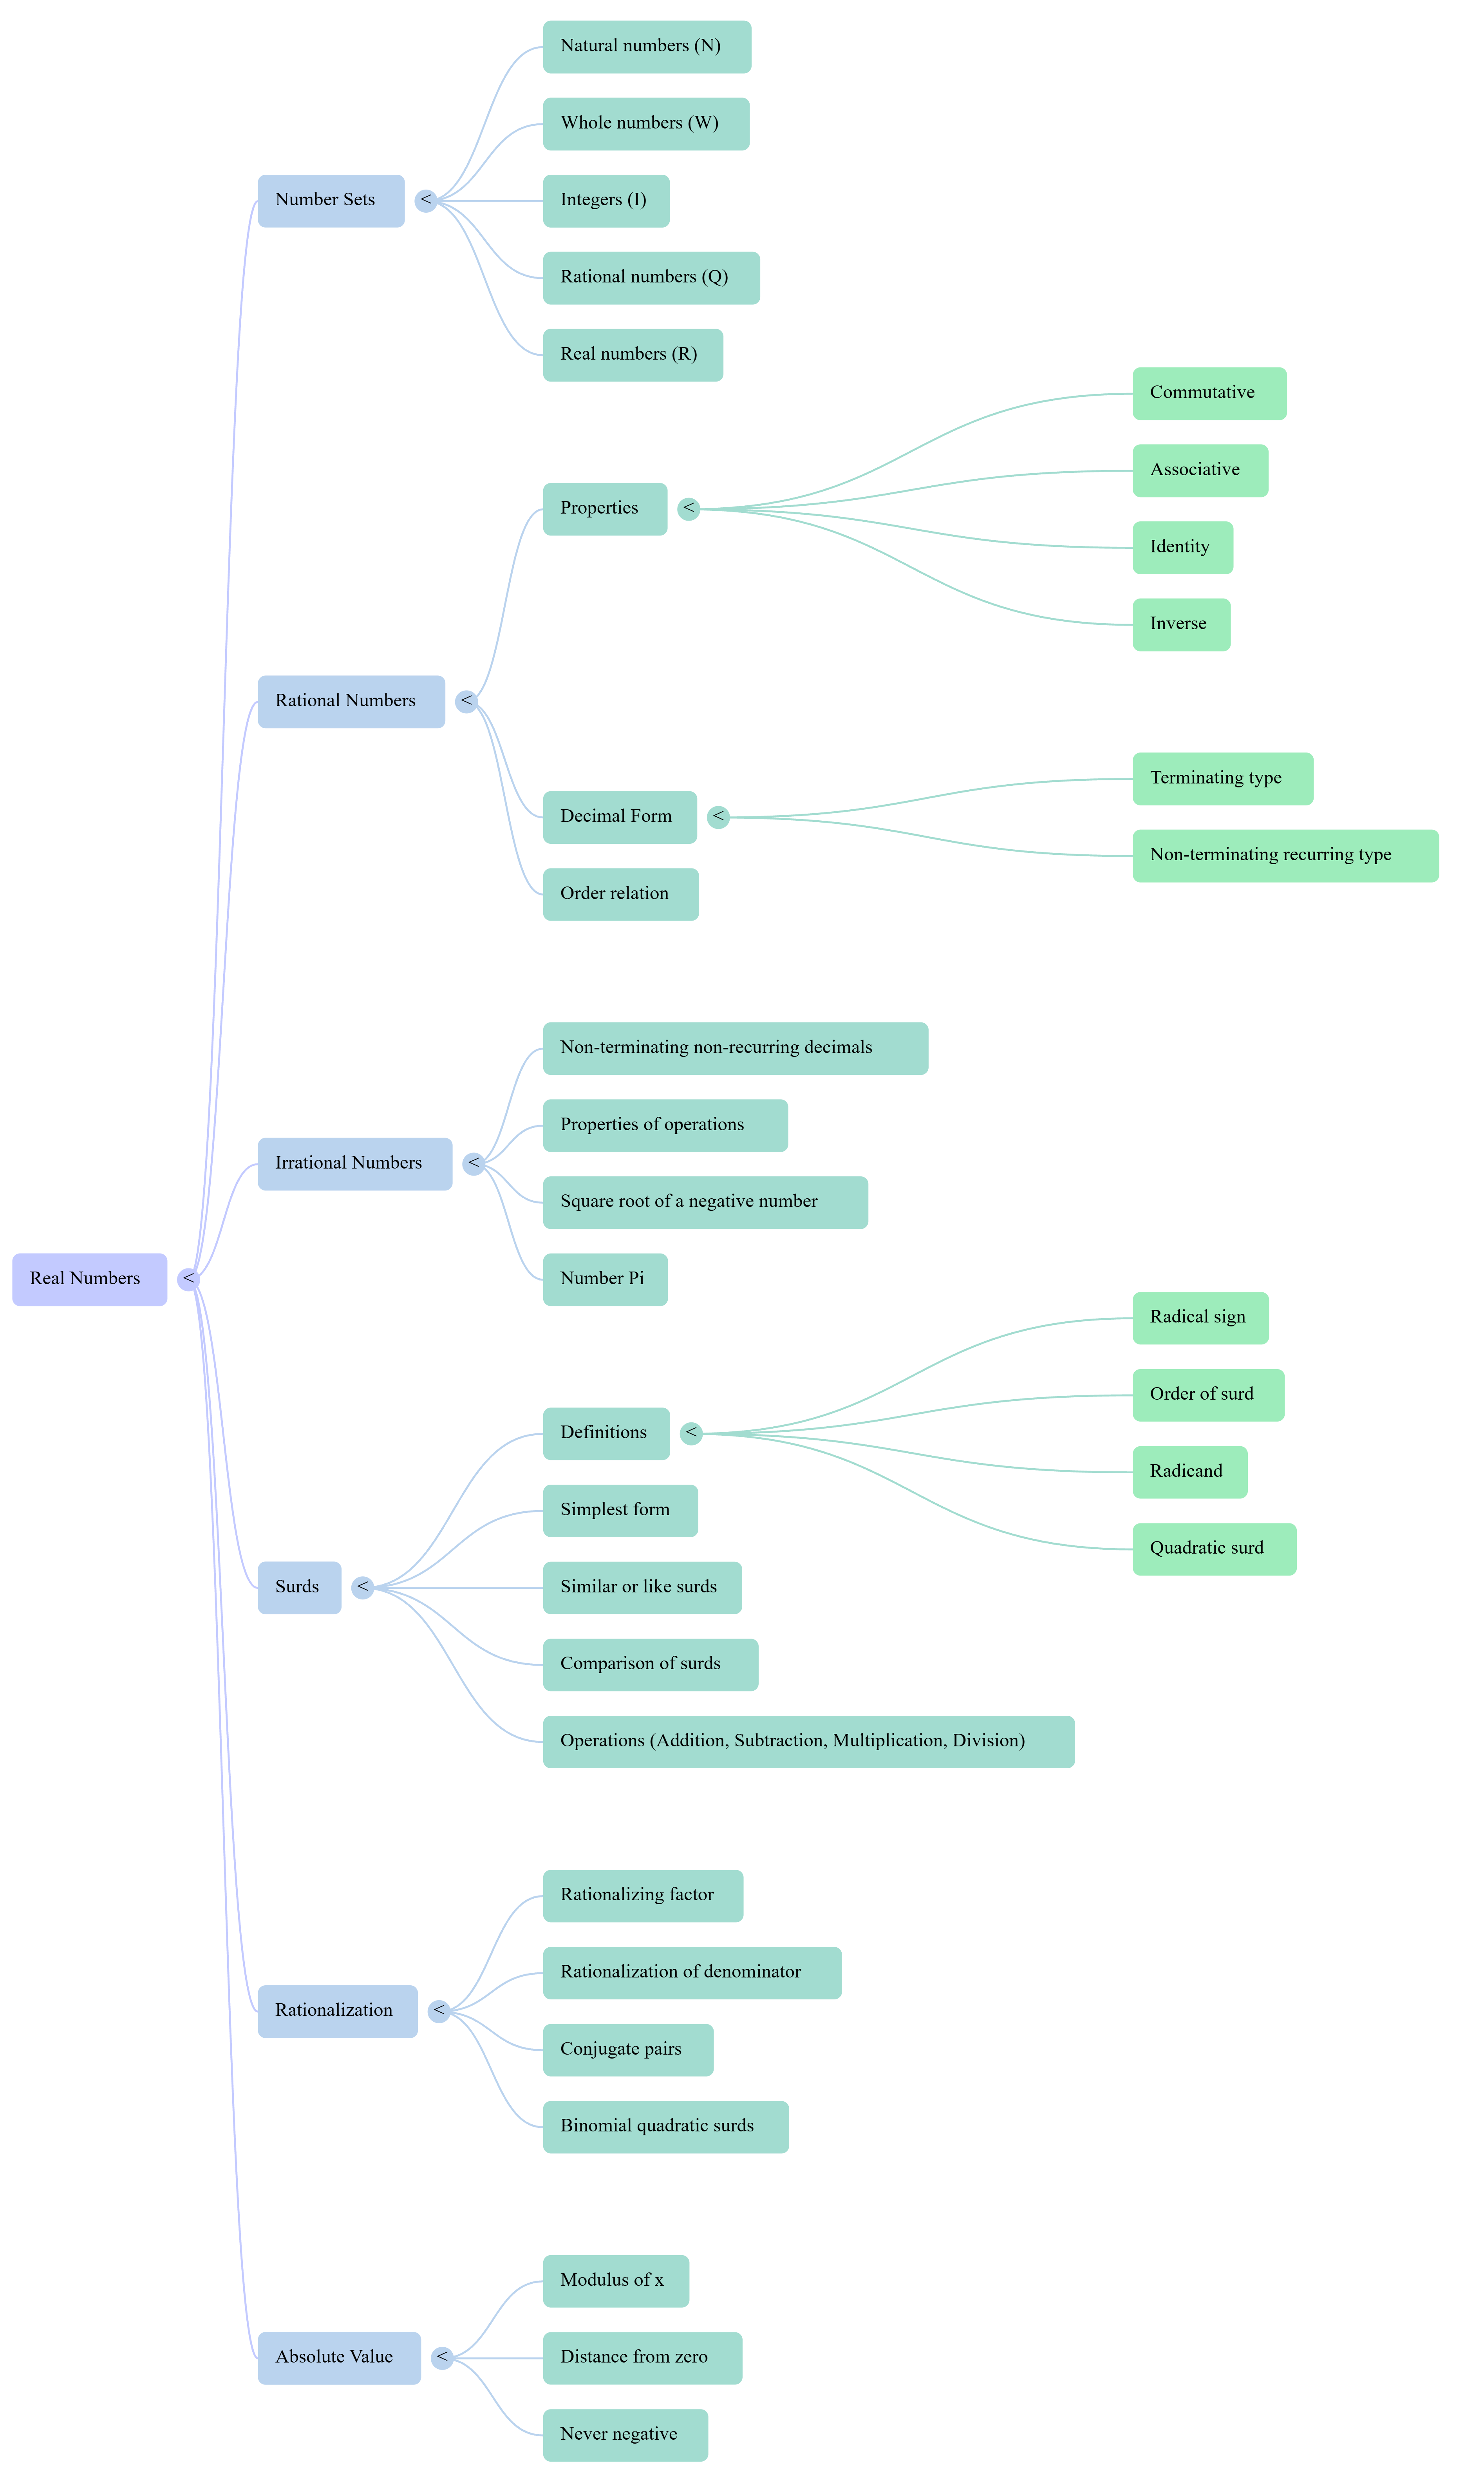 Real Numbers
<
Number Sets
<
Natural numbers (N)
Whole numbers (W)
Integers (I)
Rational numbers (Q)
Real numbers (R)
Rational Numbers
<
Properties
<
Commutative
Associative
Identity
Inverse
Decimal Form
<
Terminating type
Non-terminating recurring type
Order relation
Irrational Numbers
<
Non-terminating non-recurring decimals
Properties of operations
Square root of a negative number
Number Pi
Surds
<
Definitions
<
Radical sign
Order of surd
Radicand
Quadratic surd
Simplest form
Similar or like surds
Comparison of surds
Operations (Addition, Subtraction, Multiplication, Division)
Rationalization
<
Rationalizing factor
Rationalization of denominator
Conjugate pairs
Binomial quadratic surds
Absolute Value
<
Modulus of x
Distance from zero
Never negative